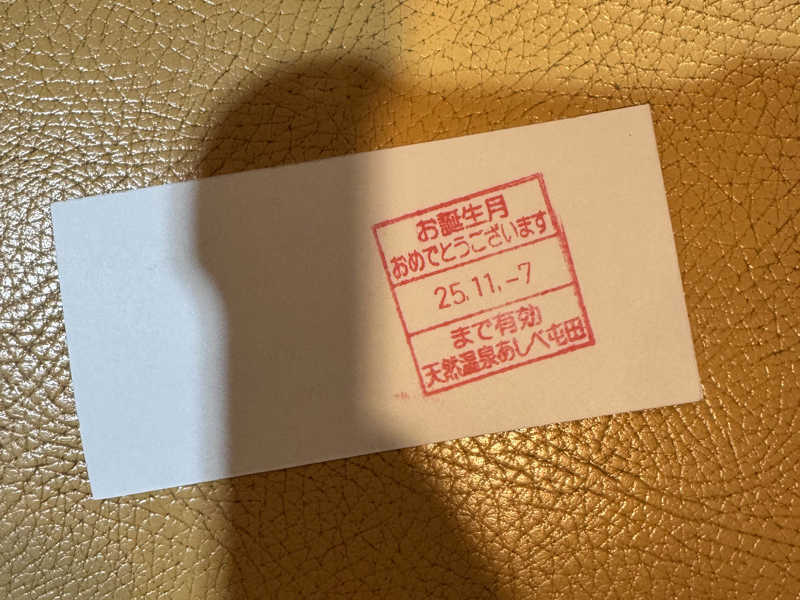 お誕生月
おめでとうございます
25.11.-7
まで有効
天然温泉あしべ屯田